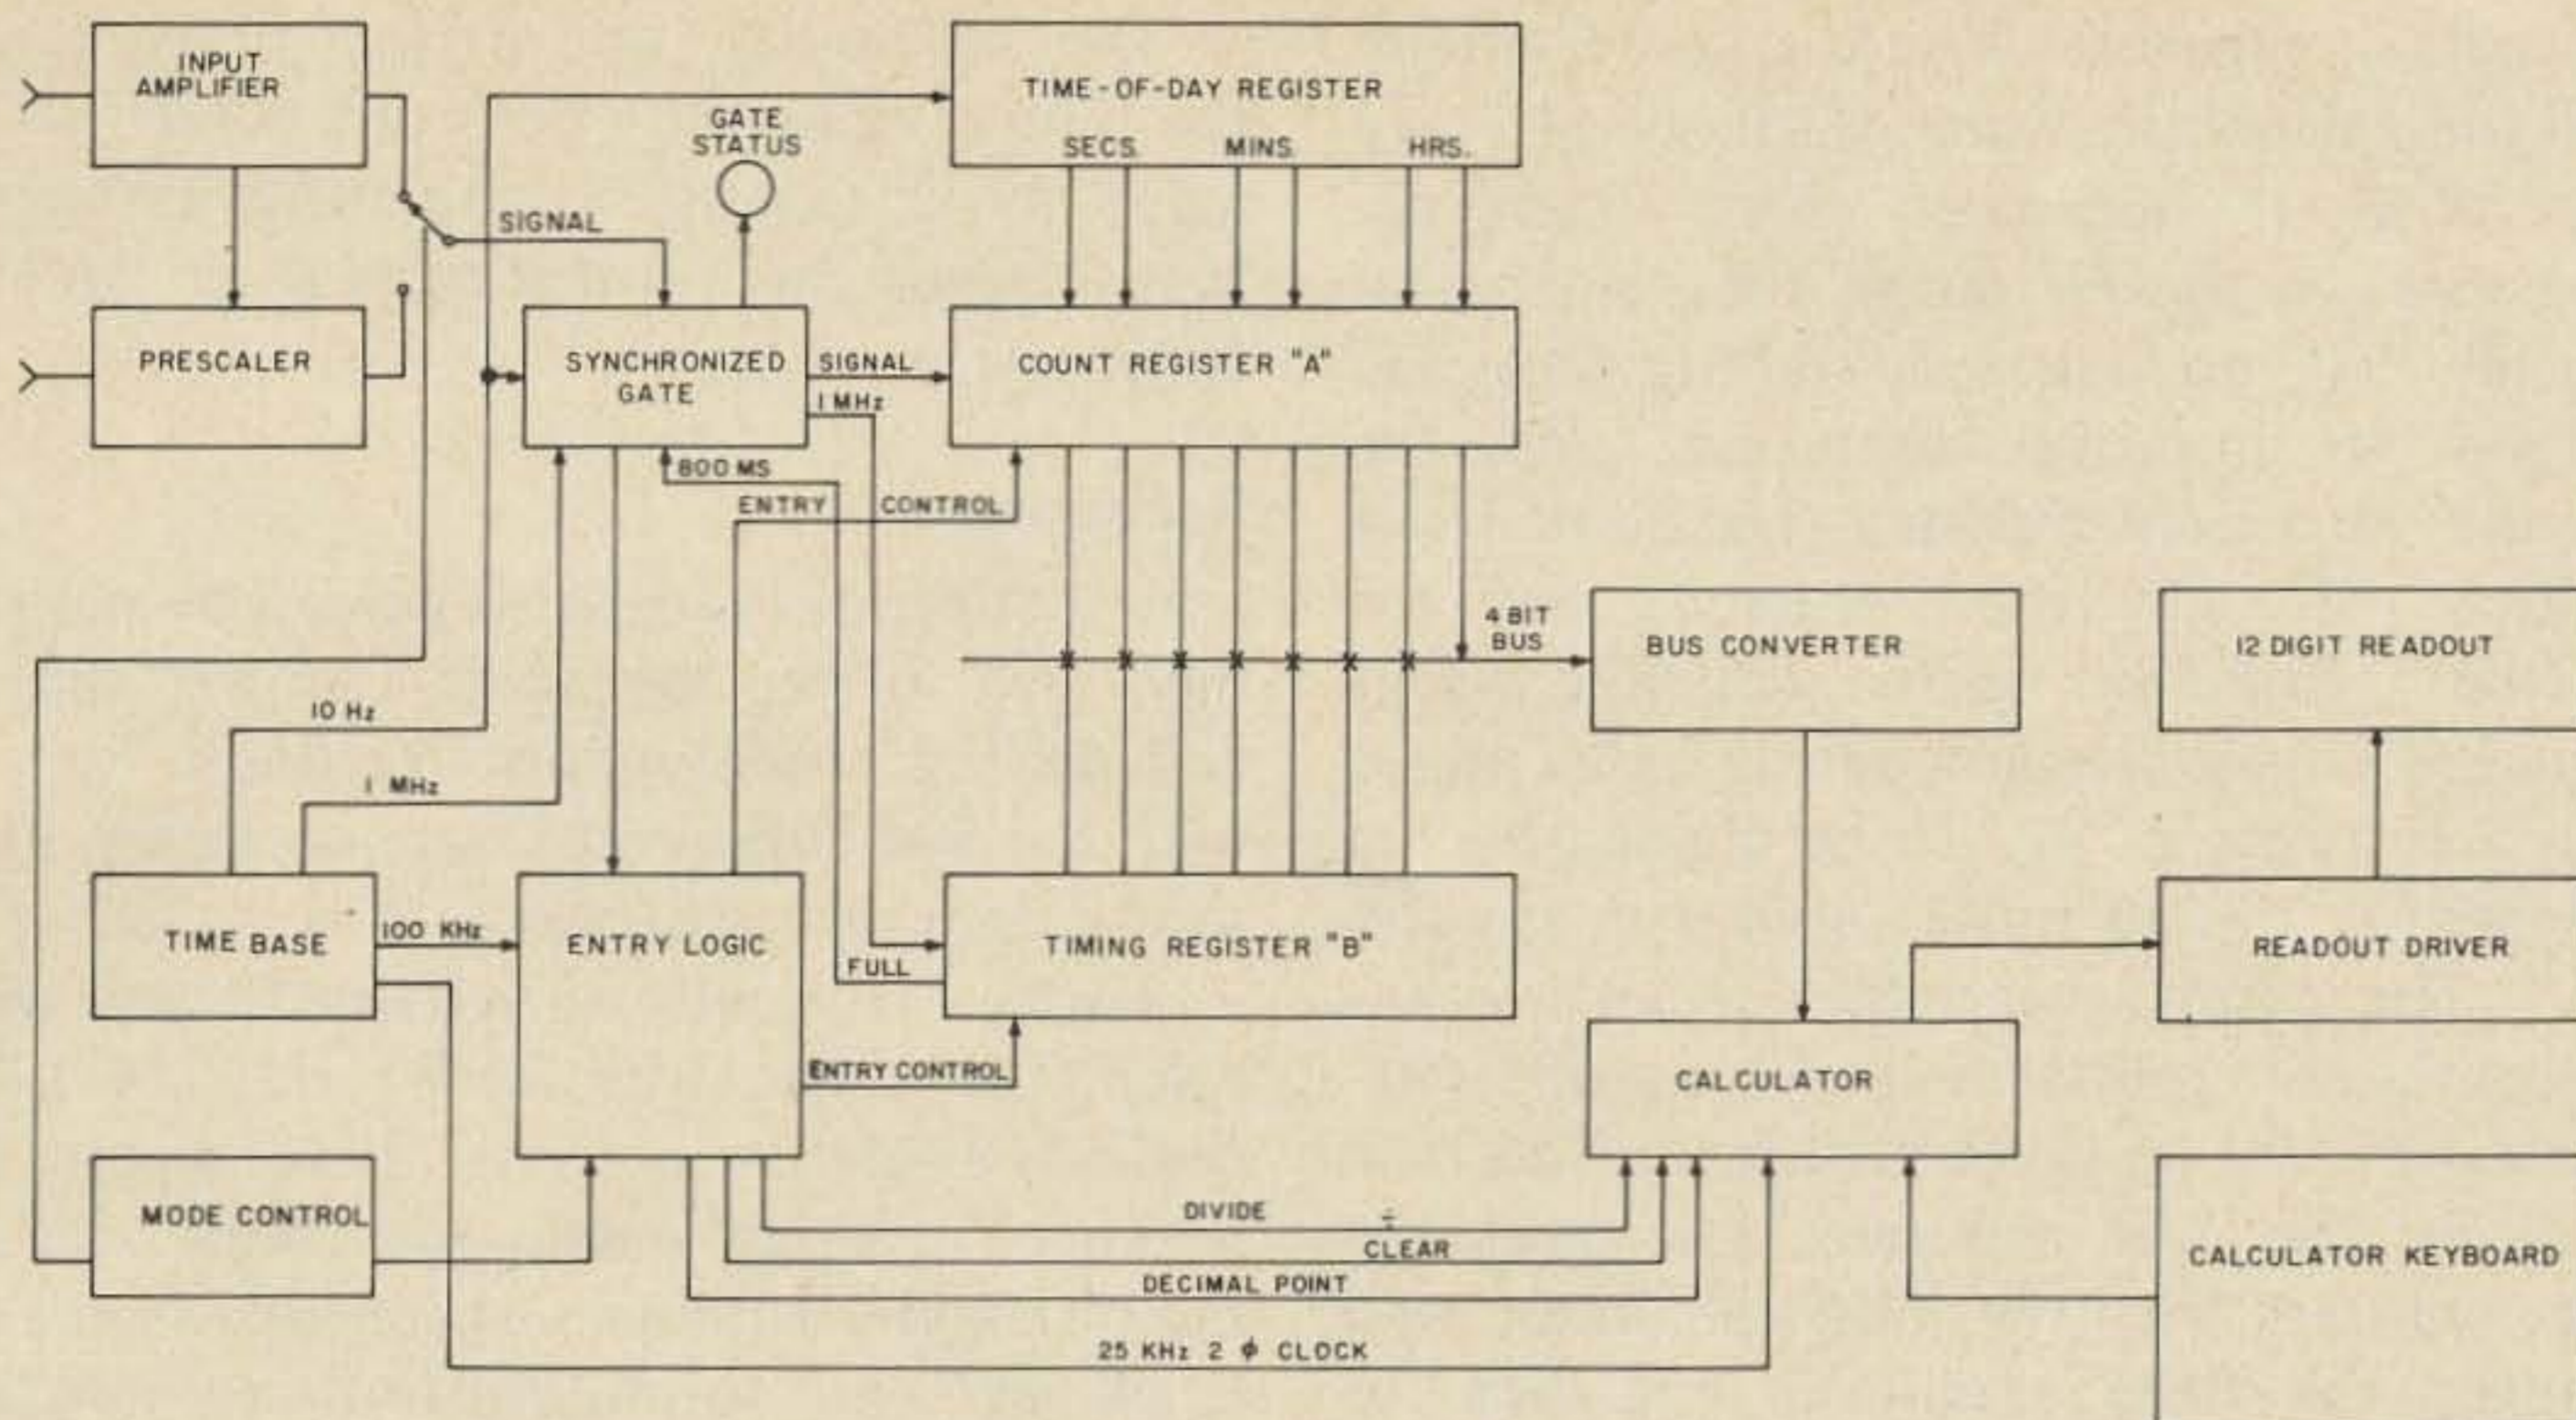 INPUT
AMPLIFIER
TIME-OF-DAY REGISTER
SECS.
MINS.
HRS.
GATE
STATUS
SIGNAL
PRESCALER
SYNCHRONIZED
GATE
SIGNAL
1 MHz
COUNT REGISTER "A"
800 MS
ENTRY CONTROL
4 BIT
BUS
BUS CONVERTER
12 DIGIT READOUT
10 Hz
1 MHz
TIME BASE
100 KHz
ENTRY LOGIC
TIMING REGISTER "B"
FULL
READOUT DRIVER
ENTRY CONTROL
CALCULATOR
MODE CONTROL
DIVIDE ÷
CLEAR
DECIMAL POINT
CALCULATOR KEYBOARD
25 KHz 2 ϕ CLOCK